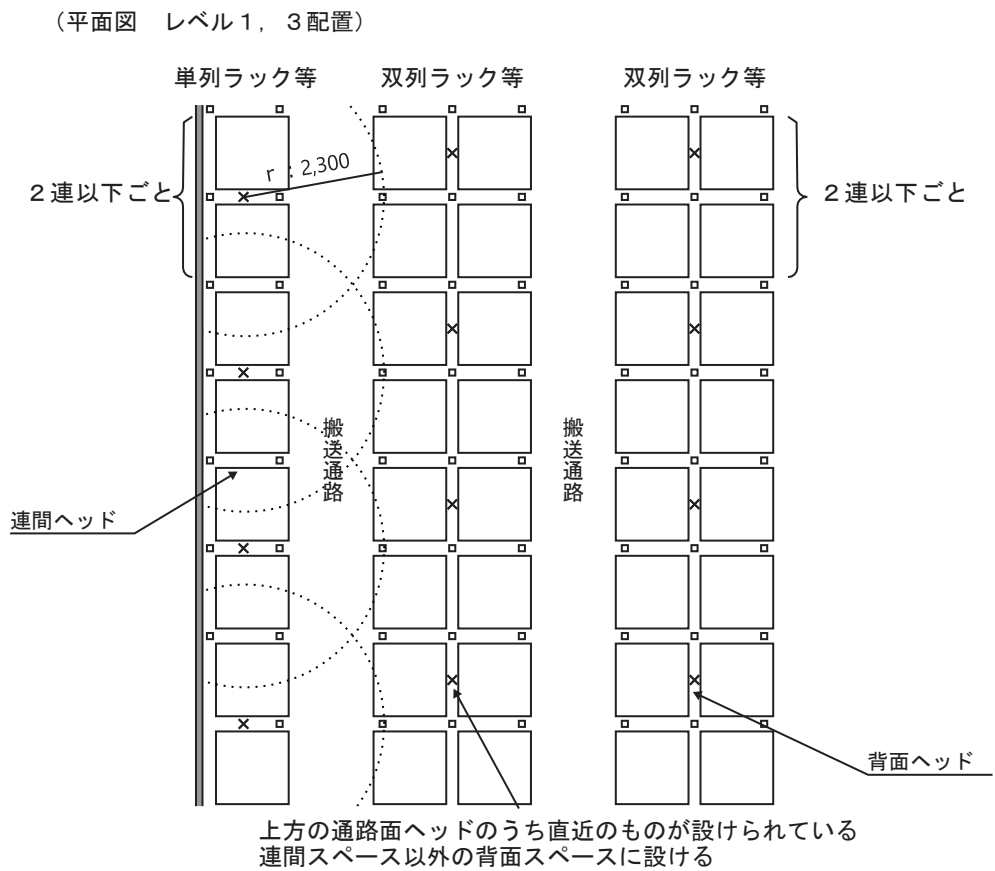 （平面図　レベル１，３配置）
単列ラック等
双列ラック等
双列ラック等
２連以下ごと
r：2,300
２連以下ごと
搬送通路
搬送通路
連間ヘッド
背面ヘッド
上方の通路面ヘッドのうち直近のものが設けられている
連間スペース以外の背面スペースに設ける